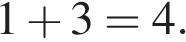 1 + 3 = 4.